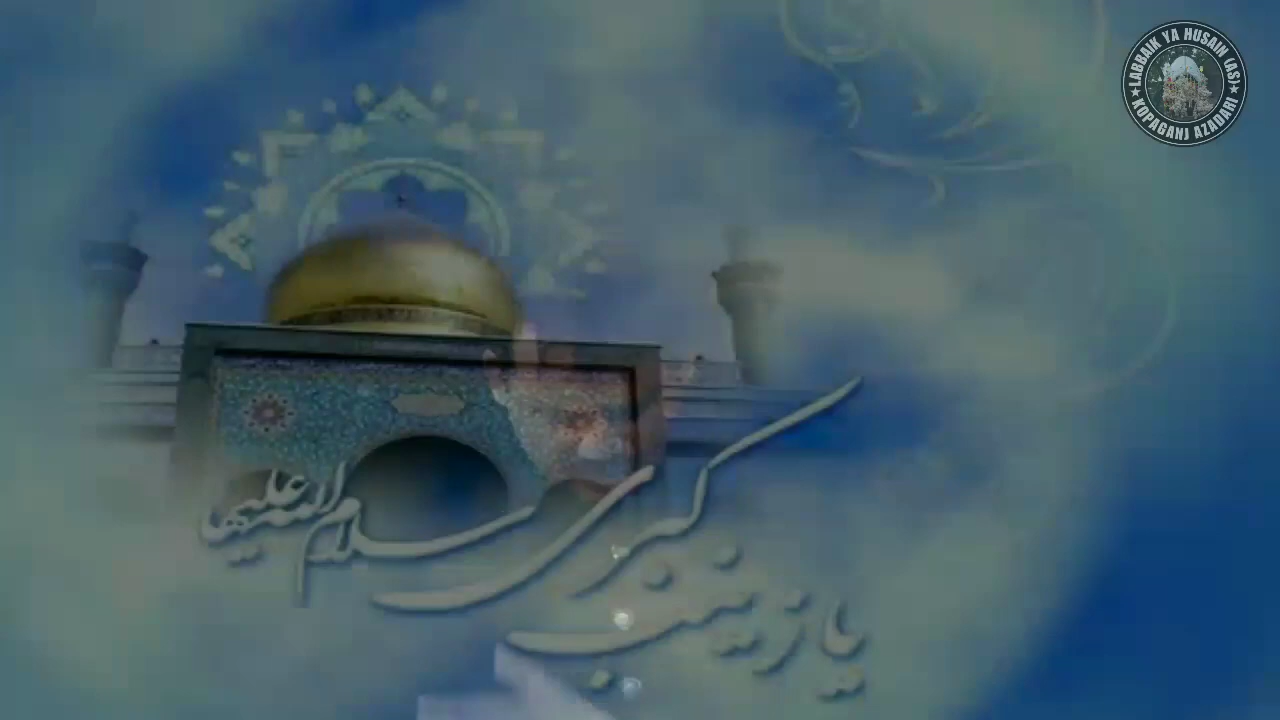 LABBAIK YA HUSAIN (AS)
KOPAGANJ AZADARI
یا زینب
کبری
سلام الله علیها